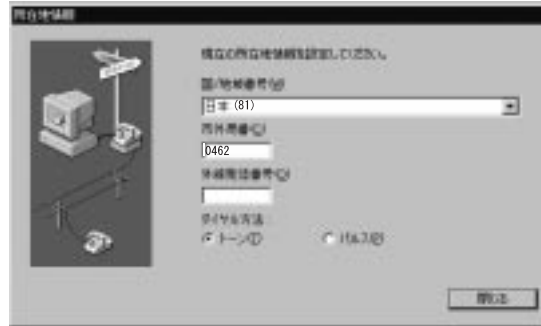 所在地情報
現在の所在地情報を設定してください。
国/地域番号(W)
日本 (81)
市外局番(C)
0462
外線発信番号(O)
ダイヤル方法 :
トーン(T) パルス(P)
閉じる